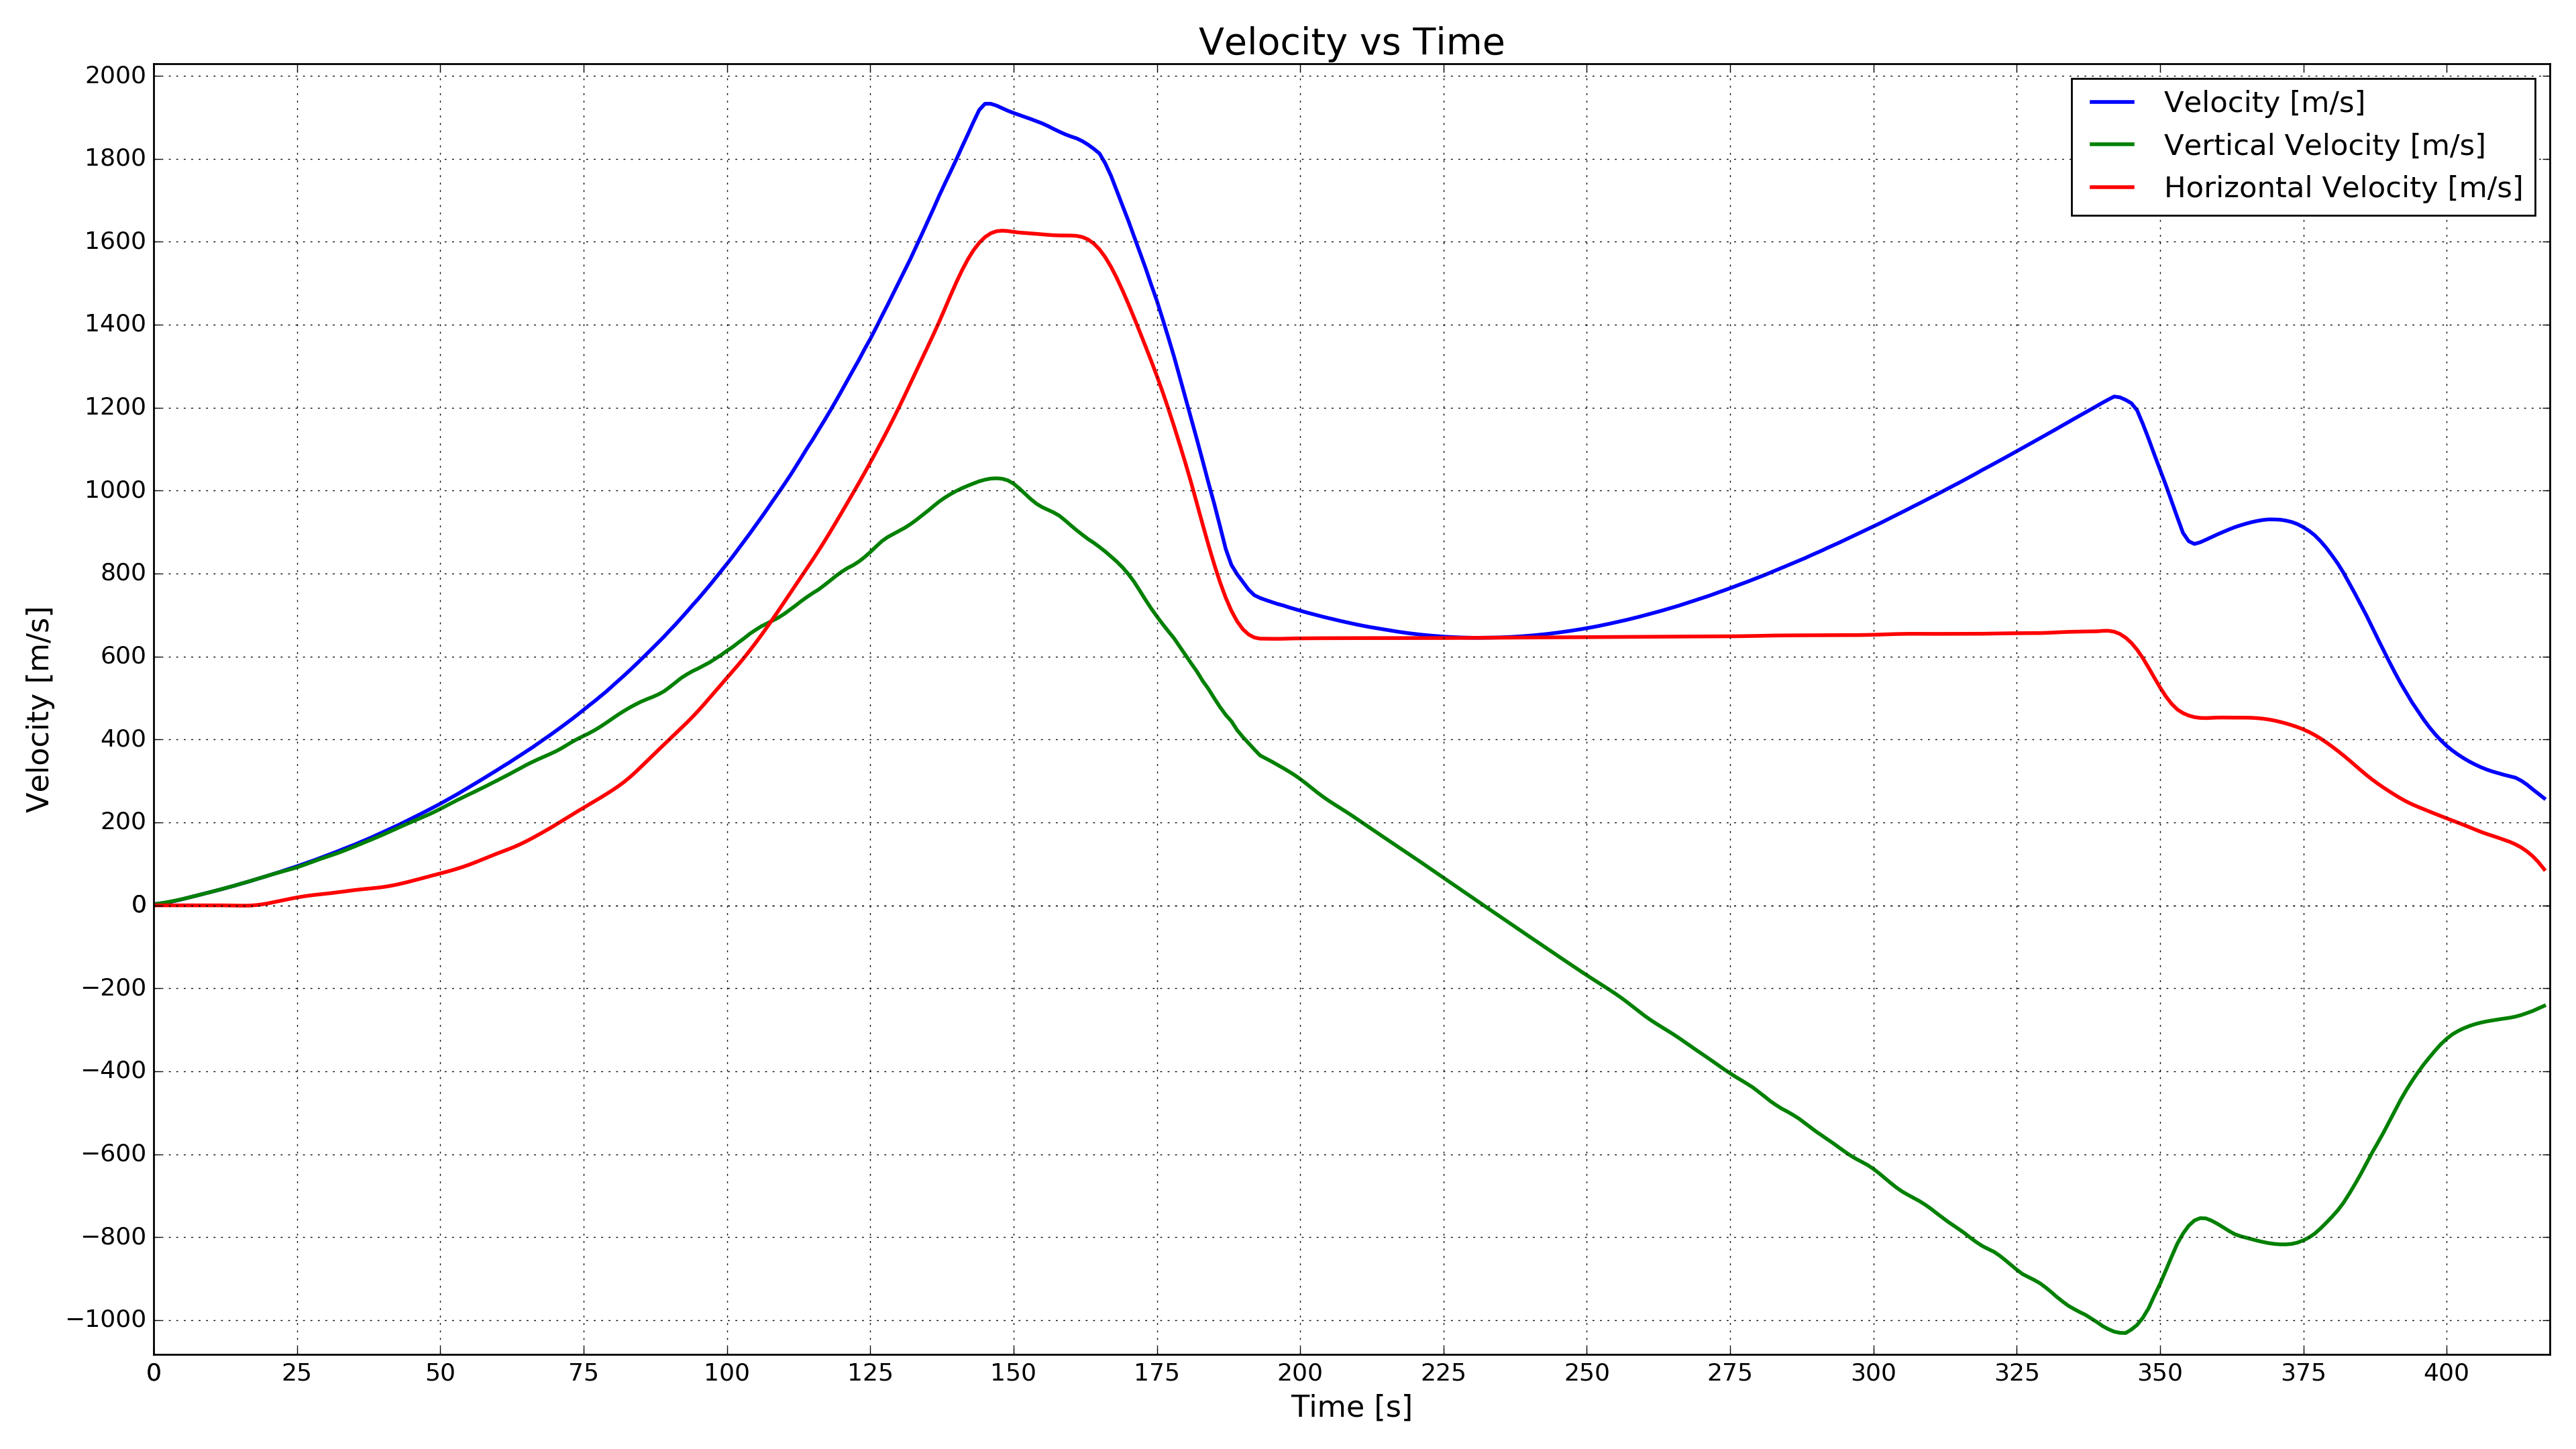 Velocity vs Time
Velocity [m/s]
Vertical Velocity [m/s]
Horizontal Velocity [m/s]
2000
1800
1600
1400
1200
1000
800
600
400
200
0
−200
−400
−600
−800
−1000
Velocity [m/s]
0 25 50 75 100 125 150 175 200 225 250 275 300 325 350 375 400
Time [s]